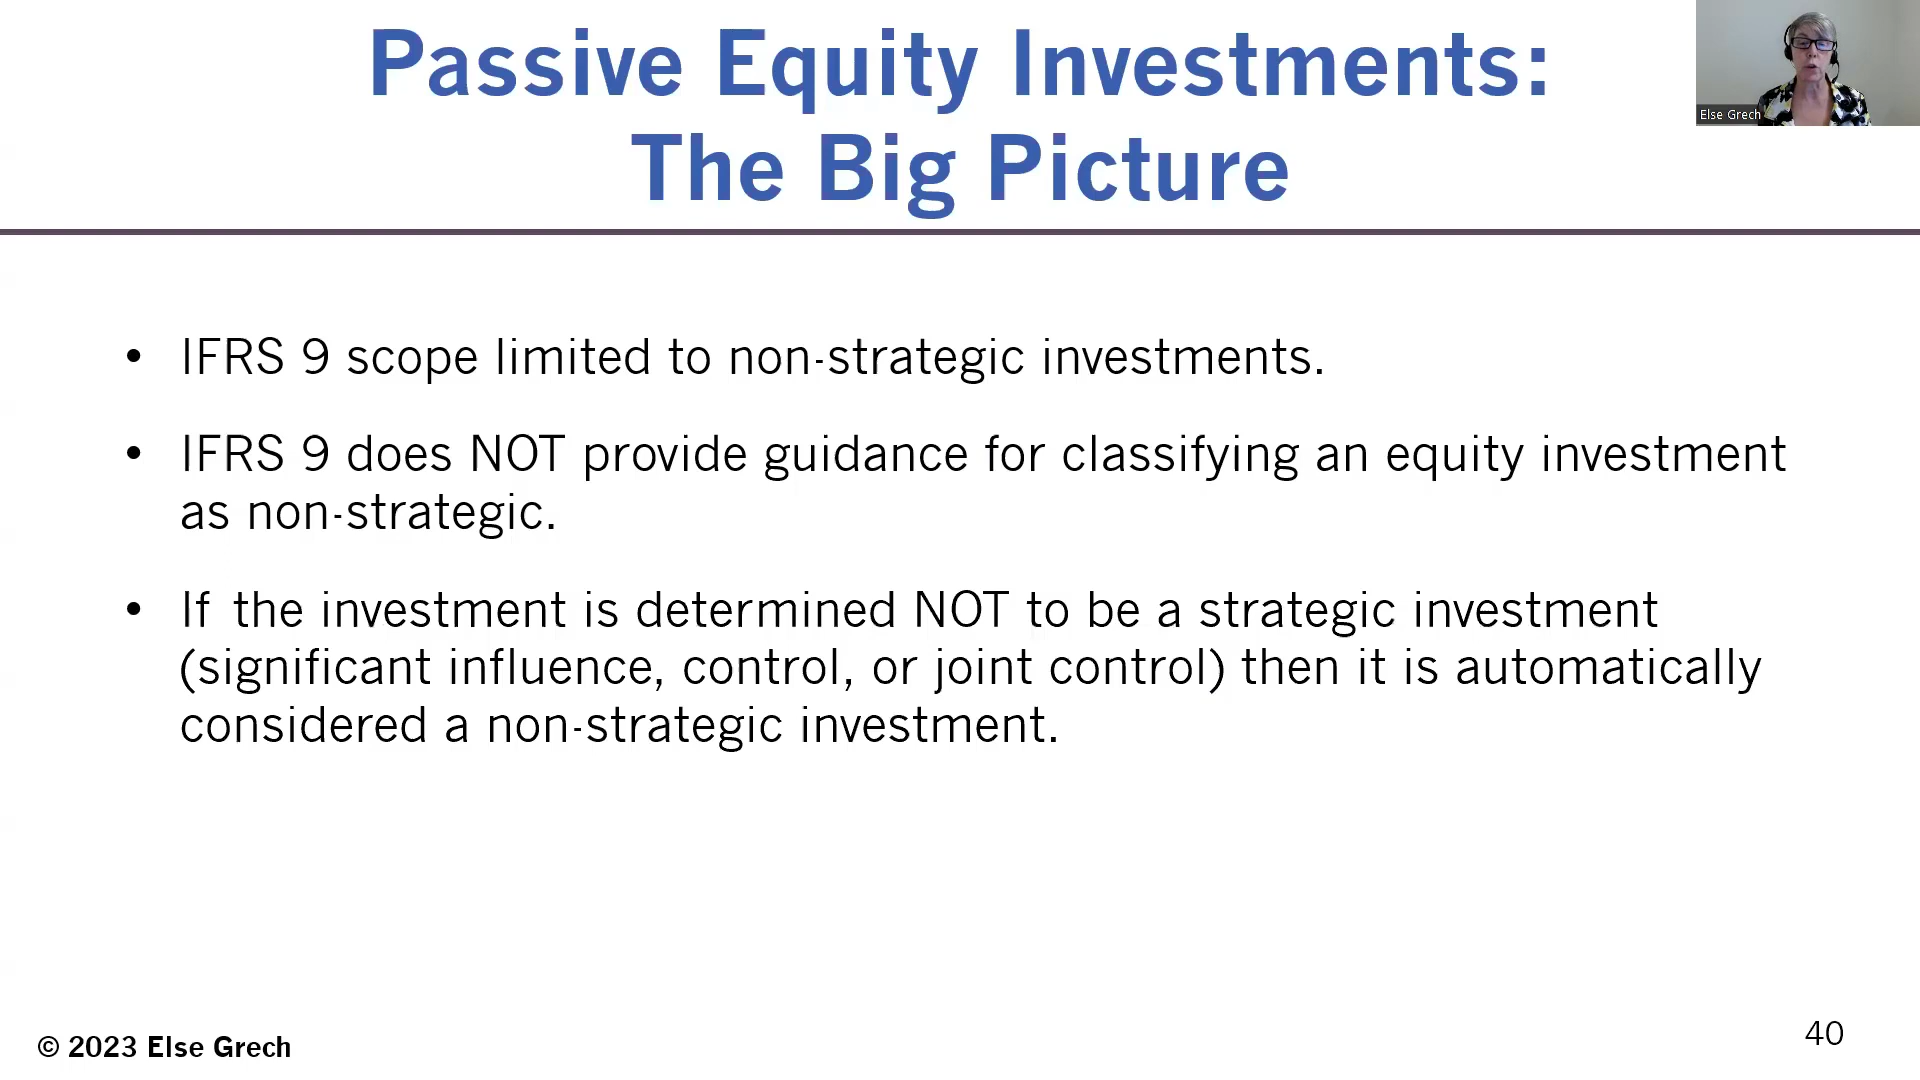 Passive Equity Investments:
The Big Picture
Else Grech
• IFRS 9 scope limited to non-strategic investments.
• IFRS 9 does NOT provide guidance for classifying an equity investment
as non-strategic.
• If the investment is determined NOT to be a strategic investment
(significant influence, control, or joint control) then it is automatically
considered a non-strategic investment.
© 2023 Else Grech
40